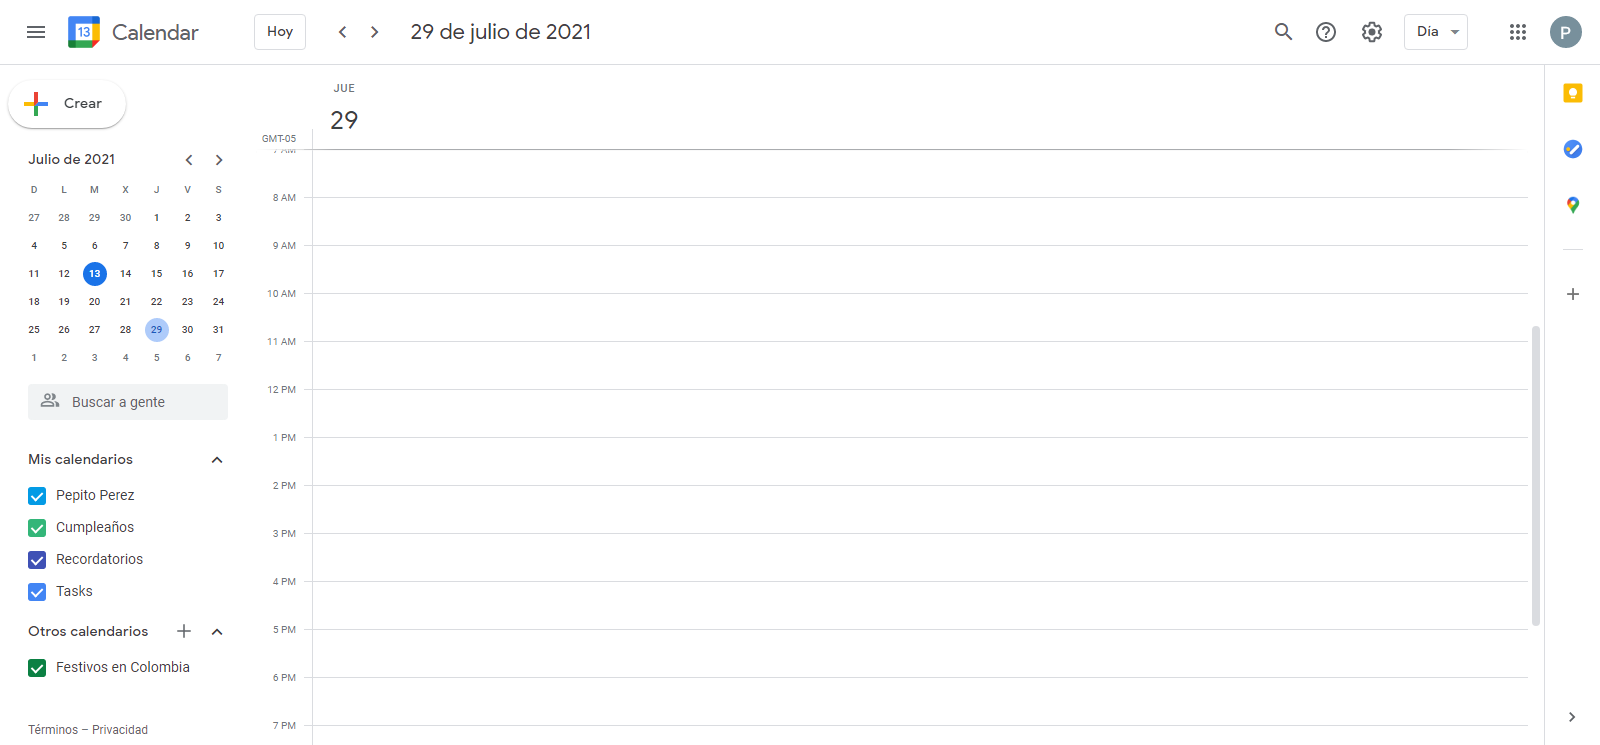 13 Calendar Hoy 29 de julio de 2021 Día P
Crear
JUE
29
GMT-05
7 AM
8 AM
9 AM
10 AM
11 AM
12 PM
1 PM
2 PM
3 PM
4 PM
5 PM
6 PM
7 PM
Julio de 2021
D L M X J V S
27 28 29 30 1 2 3
4 5 6 7 8 9 10
11 12 13 14 15 16 17
18 19 20 21 22 23 24
25 26 27 28 29 30 31
1 2 3 4 5 6 7
Buscar a gente
Mis calendarios
Pepito Perez
Cumpleaños
Recordatorios
Tasks
Otros calendarios
Festivos en Colombia
Términos – Privacidad